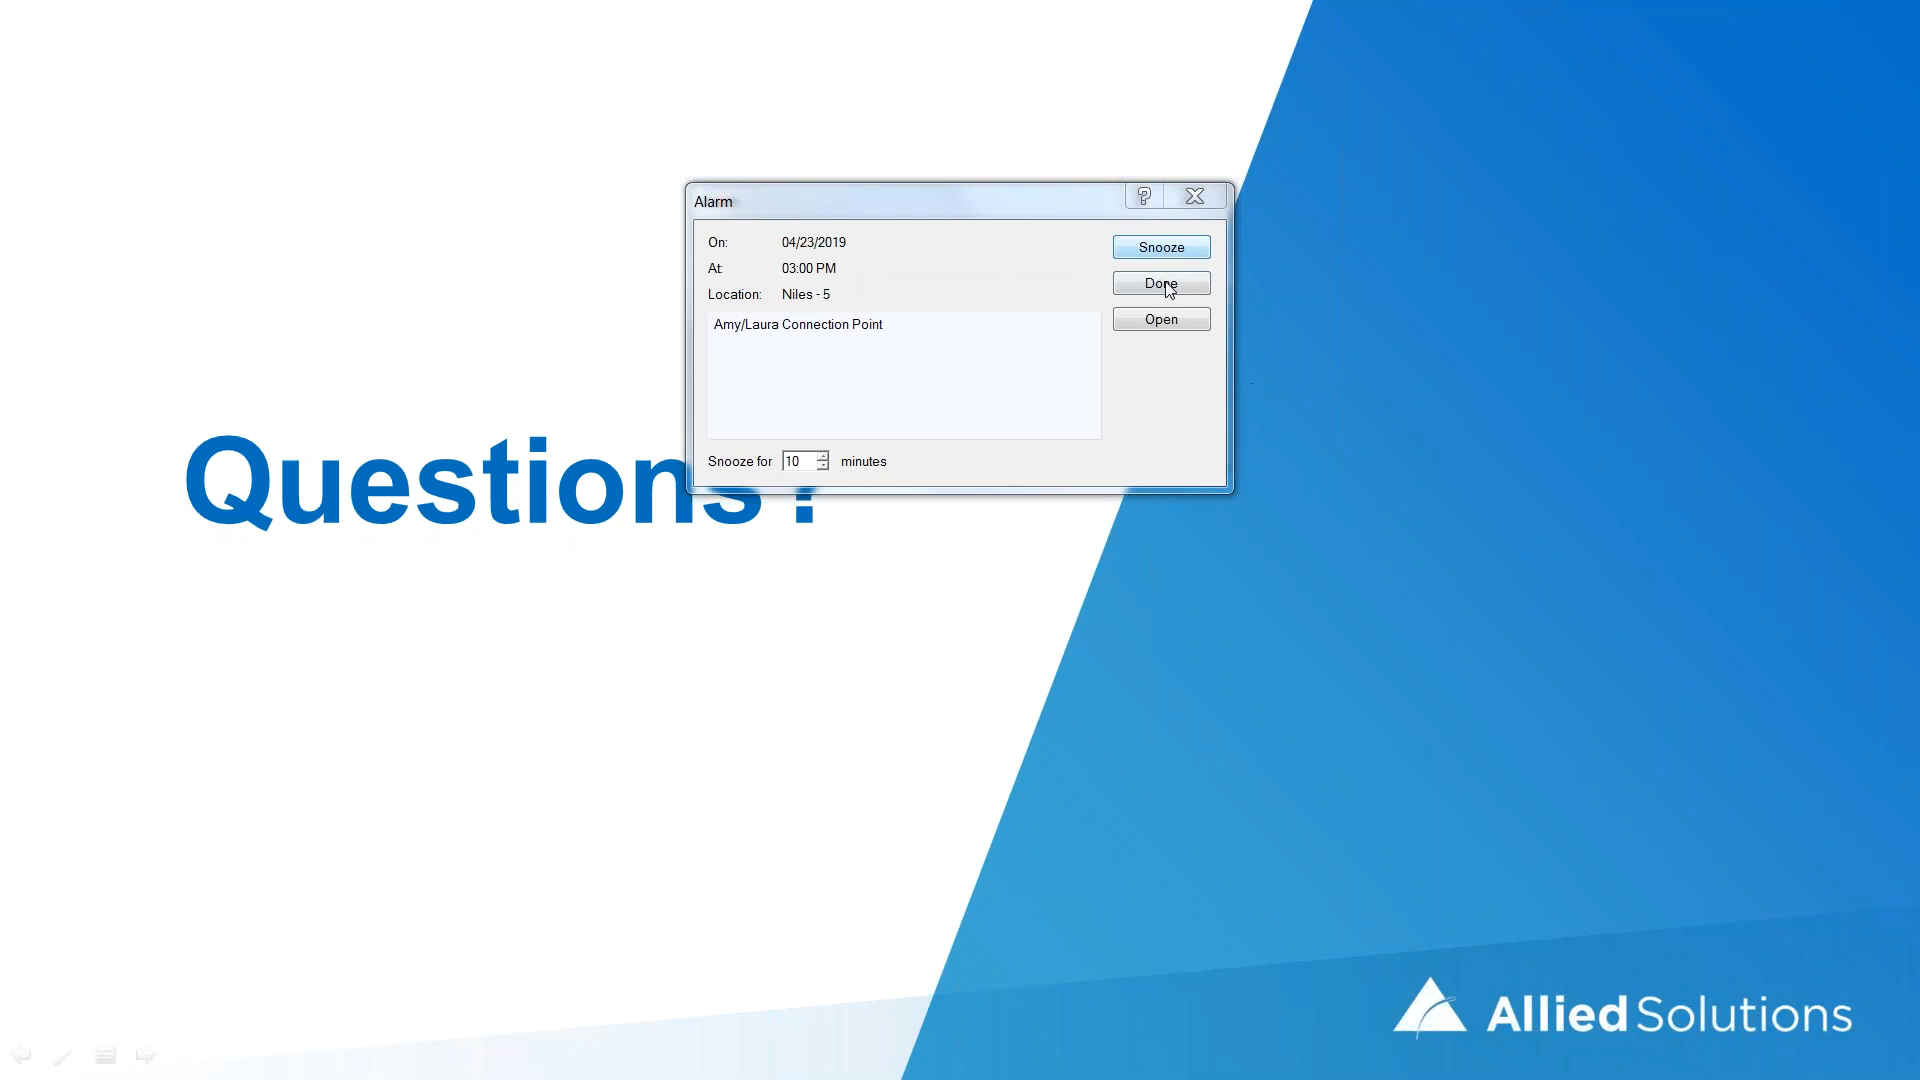 Alarm
On: 04/23/2019
Snooze
At: 03:00 PM
Done
Location: Niles - 5
Open
Amy/Laura Connection Point
Snooze for 10 minutes
Questions?
Allied Solutions